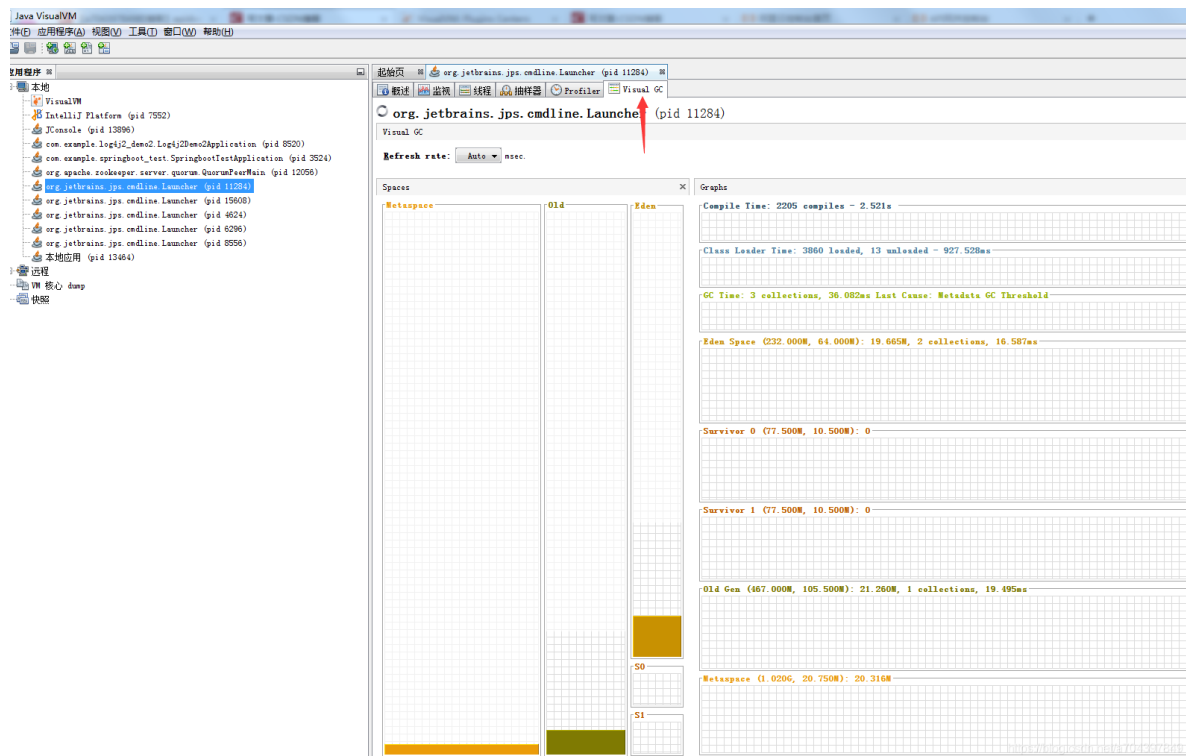 Java VisualVM
件(F) 应用程序(A) 视图(V) 工具(T) 窗口(W) 帮助(H)
应用程序
本地
VisualVM
IntelliJ Platform (pid 7552)
JConsole (pid 13896)
com.example.log4j2_demo2.Log4j2Demo2Application (pid 8520)
com.example.springboot_test.SpringbootTestApplication (pid 3524)
org.apache.zookeeper.server.quorum.QuorumPeerMain (pid 12056)
org.jetbrains.jps.cmdline.Launcher (pid 11284)
org.jetbrains.jps.cmdline.Launcher (pid 15608)
org.jetbrains.jps.cmdline.Launcher (pid 4624)
org.jetbrains.jps.cmdline.Launcher (pid 6296)
org.jetbrains.jps.cmdline.Launcher (pid 8556)
本地应用 (pid 13464)
远程
VM 核心 dump
快照
起始页 org.jetbrains.jps.cmdline.Launcher (pid 11284)
概述 监视 线程 抽样器 Profiler Visual GC
org.jetbrains.jps.cmdline.Launcher (pid 11284)
Visual GC
Refresh rate: Auto msec.
Spaces
Metaspace
Old
Eden
S0
S1
Graphs
Compile Time: 2205 compiles - 2.521s
Class Loader Time: 3860 loaded, 13 unloaded - 927.528ms
GC Time: 3 collections, 36.082ms Last Cause: Metadata GC Threshold
Eden Space (232.000M, 64.000M): 19.665M, 2 collections, 16.587ms
Survivor 0 (77.500M, 10.500M): 0
Survivor 1 (77.500M, 10.500M): 0
Old Gen (467.000M, 105.500M): 21.260M, 1 collections, 19.495ms
Metaspace (1.020G, 20.750M): 20.316M